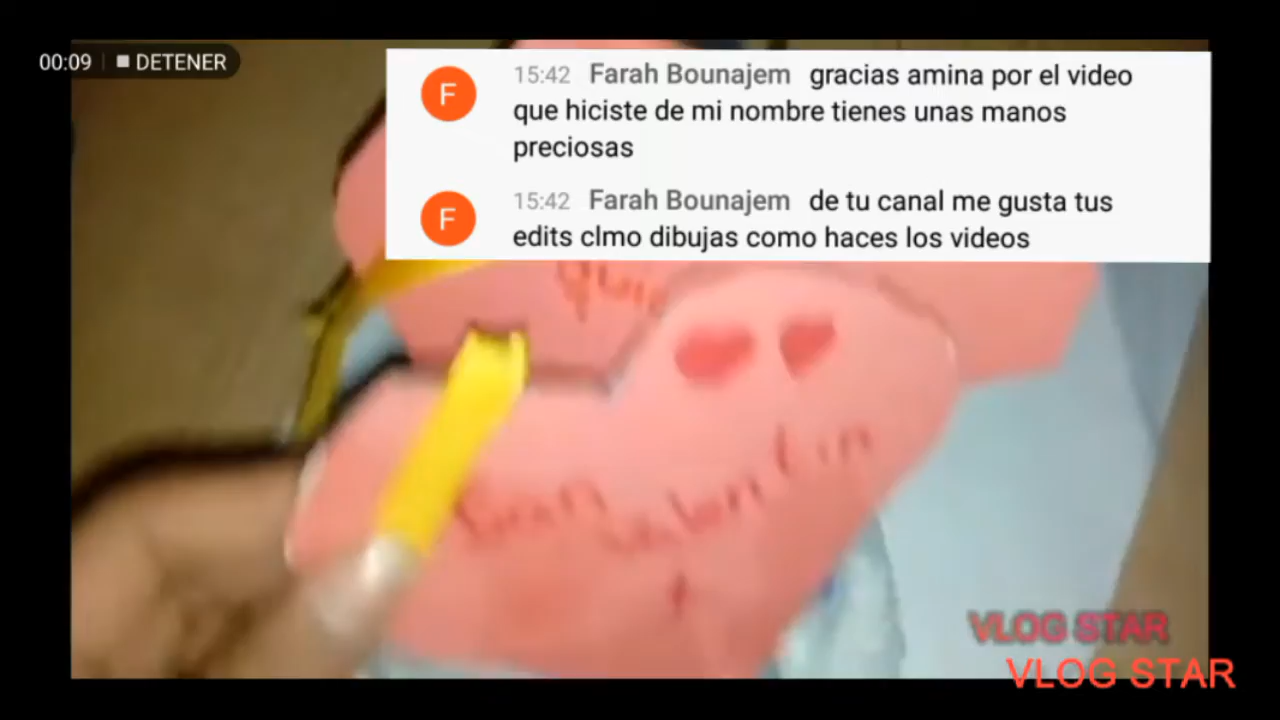 00:09 DETENER
F
15:42 Farah Bounajem gracias amina por el video
que hiciste de mi nombre tienes unas manos
preciosas
F
15:42 Farah Bounajem de tu canal me gusta tus
edits clmo dibujas como haces los videos
San Valentin
VLOG STAR
VLOG STAR